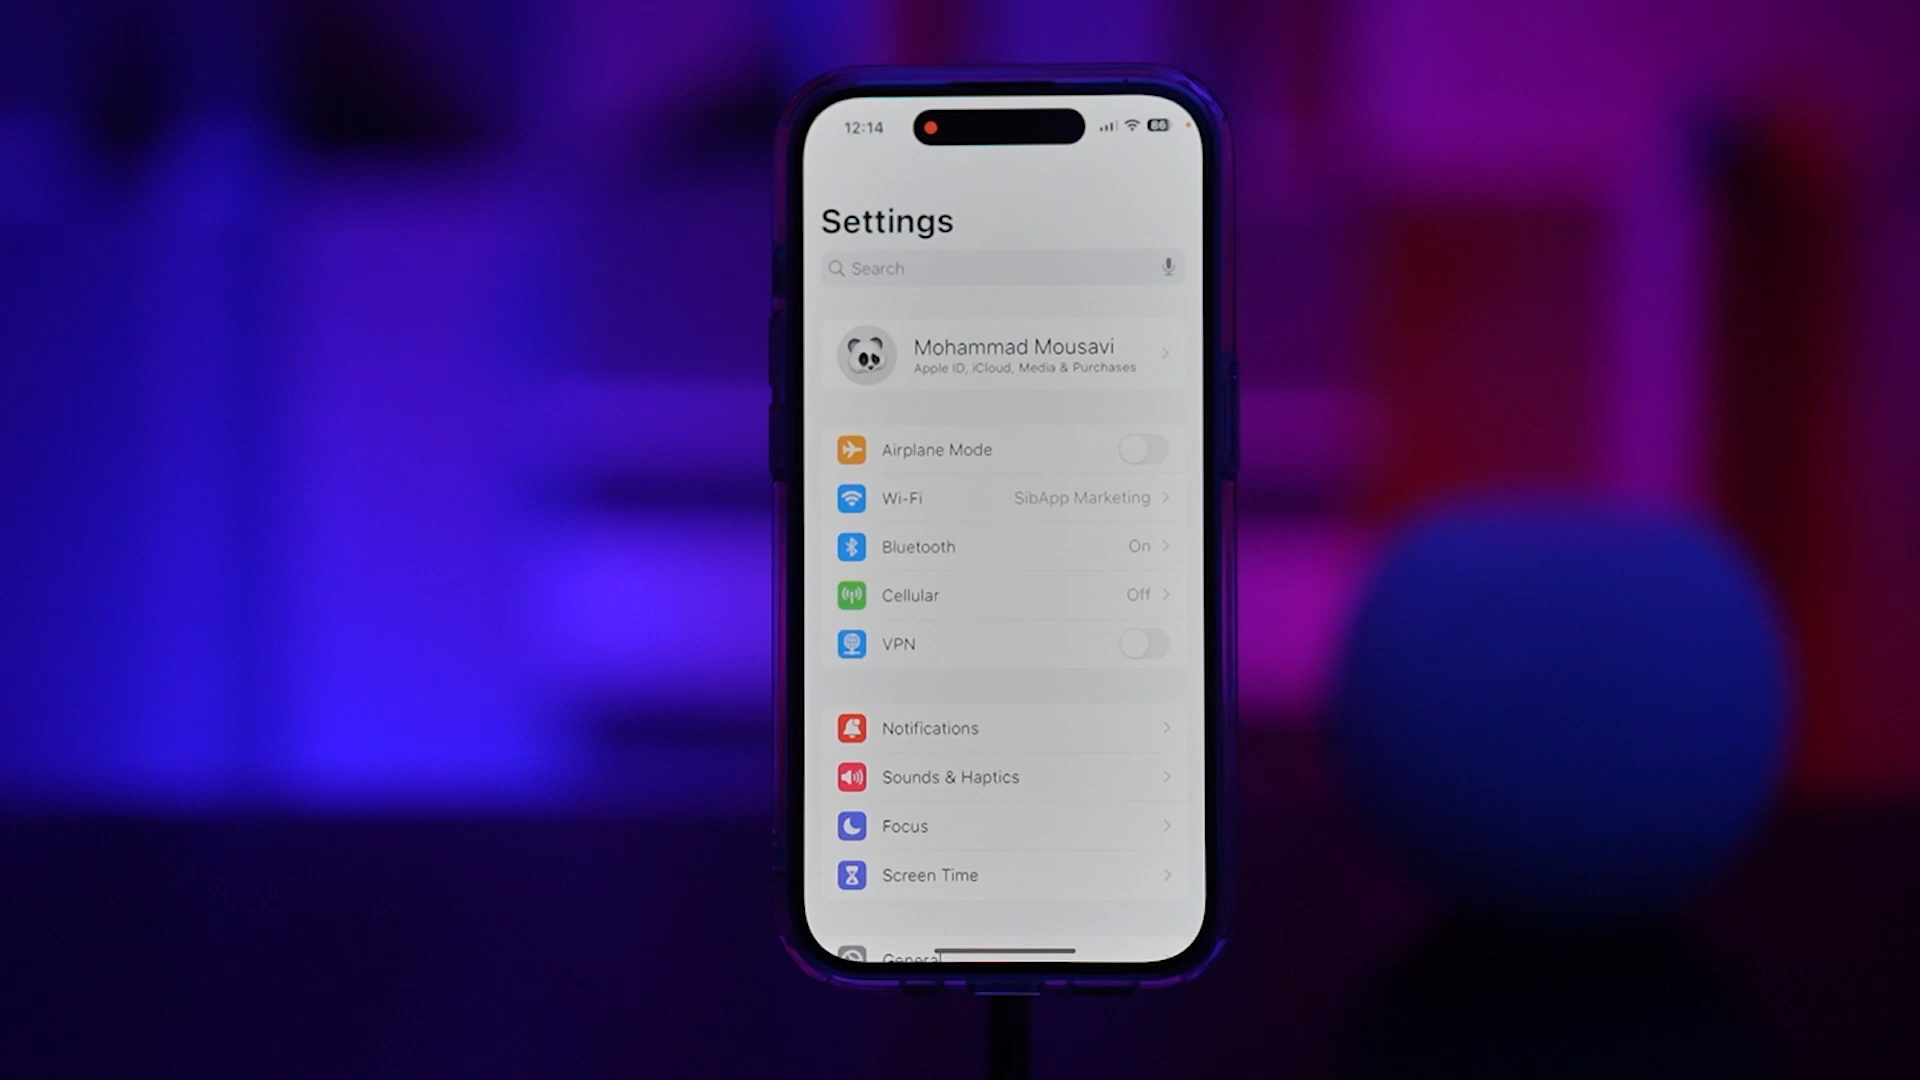 12:14
86
Settings
Search
Mohammad Mousavi
Apple ID, iCloud, Media & Purchases
Airplane Mode
Wi-Fi SibApp Marketing
Bluetooth On
Cellular Off
VPN
Notifications
Sounds & Haptics
Focus
Screen Time
General